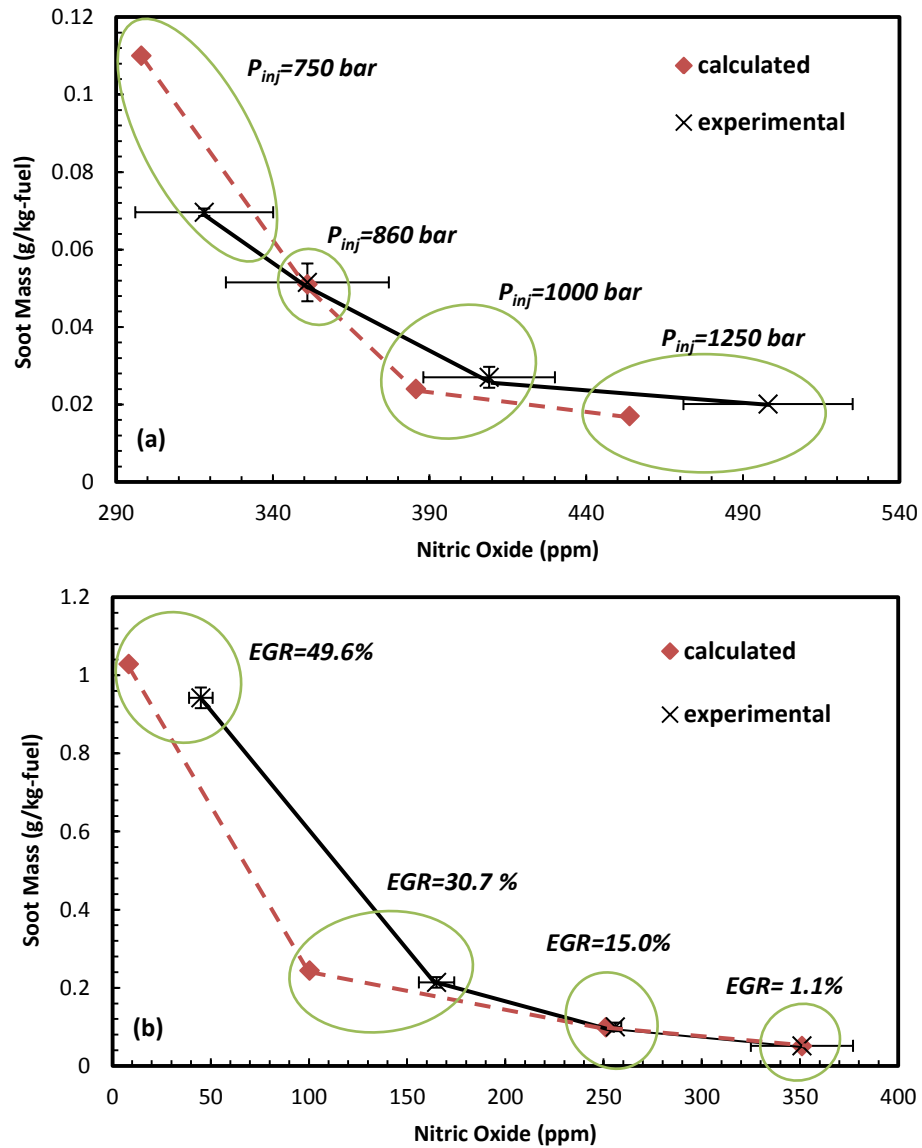 0.12
0.1
0.08
0.06
0.04
0.02
0
Soot Mass (g/kg-fuel)
Pinj=750 bar
Pinj=860 bar
Pinj=1000 bar
Pinj=1250 bar
calculated
experimental
(a)
290 340 390 440 490 540
Nitric Oxide (ppm)
1.2
1
0.8
0.6
0.4
0.2
0
Soot Mass (g/kg-fuel)
EGR=49.6%
EGR=30.7 %
EGR=15.0%
EGR= 1.1%
calculated
experimental
(b)
0 50 100 150 200 250 300 350 400
Nitric Oxide (ppm)